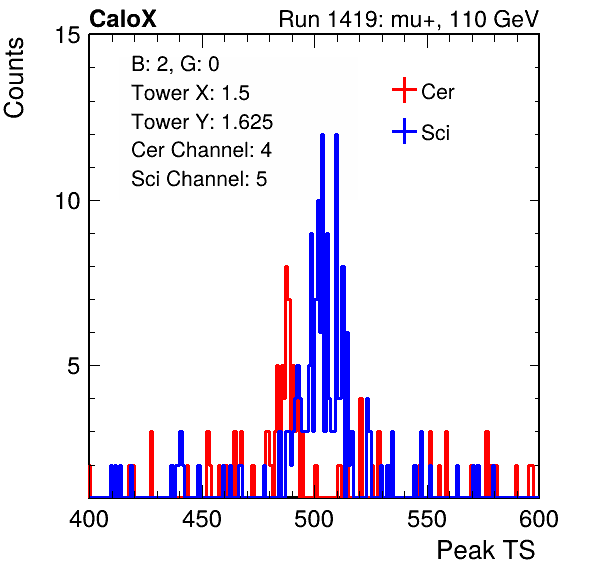 CaloX
Run 1419: mu+, 110 GeV
Counts
15
10
5
B: 2, G: 0
Tower X: 1.5
Tower Y: 1.625
Cer Channel: 4
Sci Channel: 5
Cer
Sci
400 450 500 550 600
Peak TS